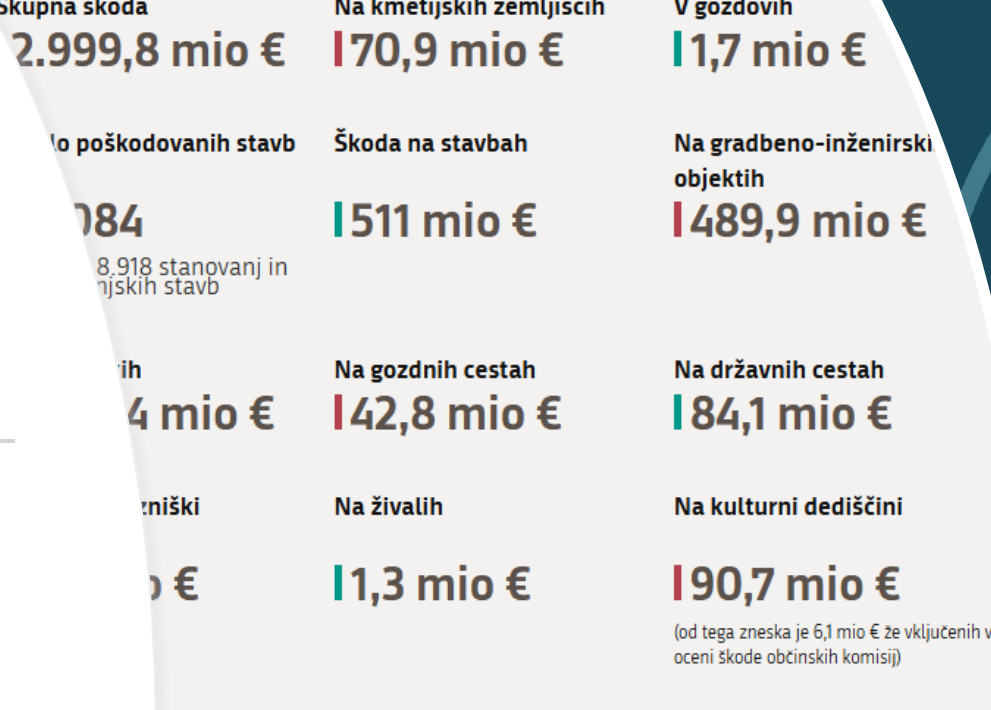 Skupna škoda
2.999,8 mio €
Na kmetijskih zemljiščih
70,9 mio €
V gozdovih
1,7 mio €
poškodovanih stavb
8.918 stanovanj in
stavb
Škoda na stavbah
511 mio €
Na gradbeno-inženirski
objektih
489,9 mio €
4 mio €
Na gozdnih cestah
42,8 mio €
Na državnih cestah
84,1 mio €
€
Na živalih
1,3 mio €
Na kulturni dediščini
90,7 mio €
(od tega zneska je 6,1 mio € že vključenih v
oceni škode občinskih komisij)